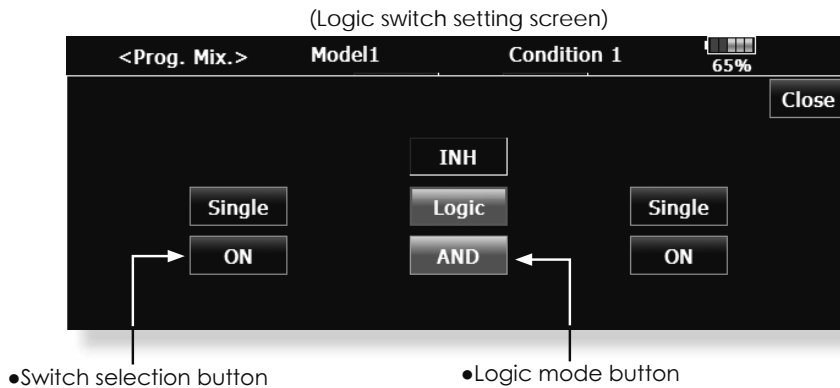 (Logic switch setting screen)
<Prog. Mix.> Model1 Condition 1 65%
Close
INH
Single Logic Single
ON AND ON
●Switch selection button ●Logic mode button